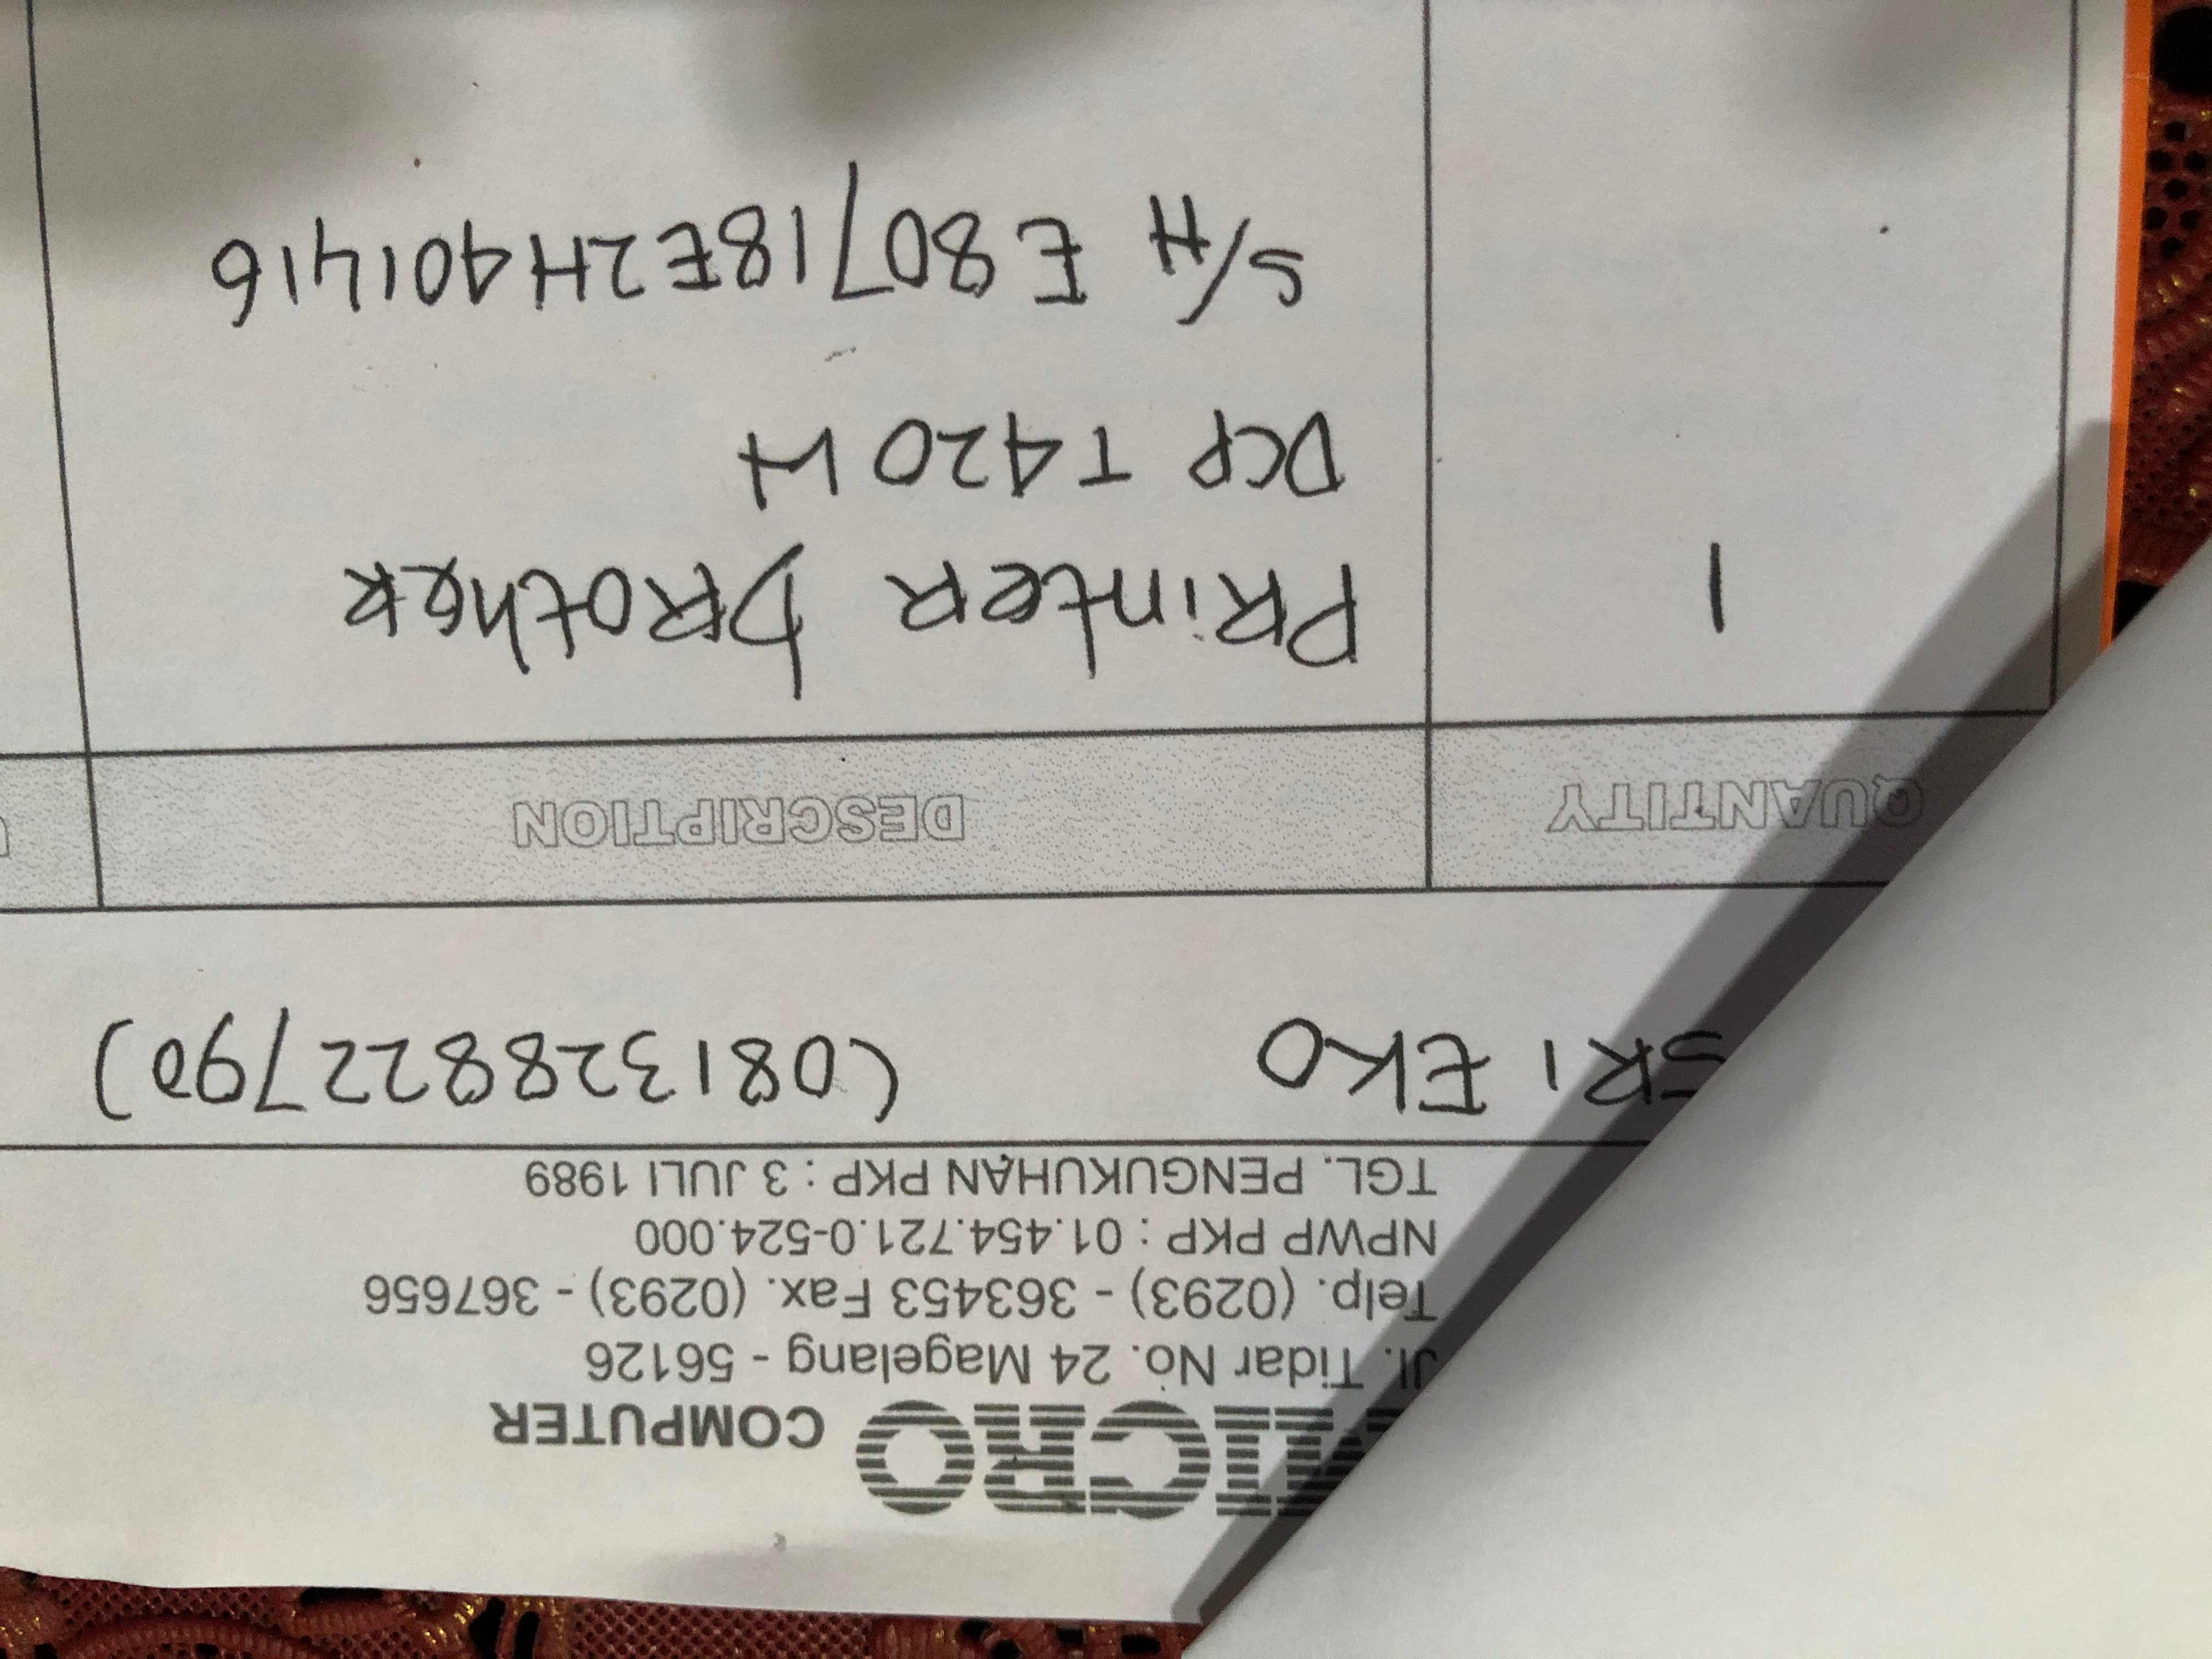 MICRO COMPUTER
Jl. Tidar No. 24 Magelang - 56126
Telp. (0293) - 363453 Fax. (0293) - 367656
NPWP PKP : 01.454.721.0-524.000
TGL. PENGUKUHAN PKP : 3 JULI 1989
SRI EKO (081328822790)
QUANTITY DESCRIPTION
1 PRinteR BRotheR
DCP T420W
S/N E80718E2H401416